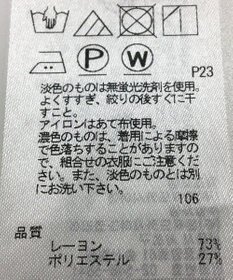 P W
P23
淡色のものは無蛍光洗剤を使用。
よくすすぎ、絞りの後すぐに干
すこと。
アイロンはあて布使用。
濃色のものは、着用による摩擦
で色落ちすることがありますの
で、組合せの衣服にご注意くださ
い。また、淡色のものとは別
にお洗い下さい。
106
品質
レーヨン 73%
ポリエステル 27%